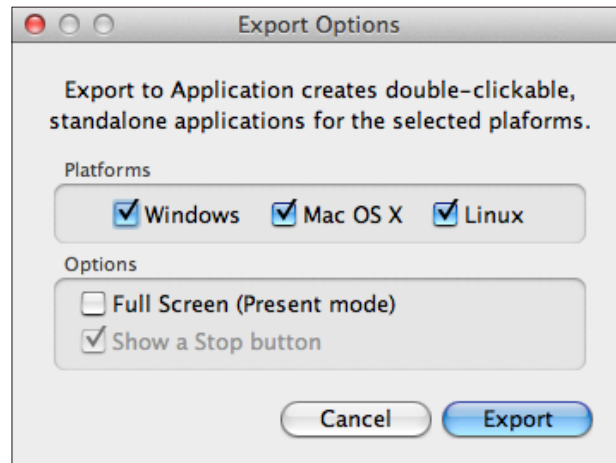 Export Options
Export to Application creates double-clickable,
standalone applications for the selected plaforms.
Platforms
Windows Mac OS X Linux
Options
Full Screen (Present mode)
Show a Stop button
Cancel Export